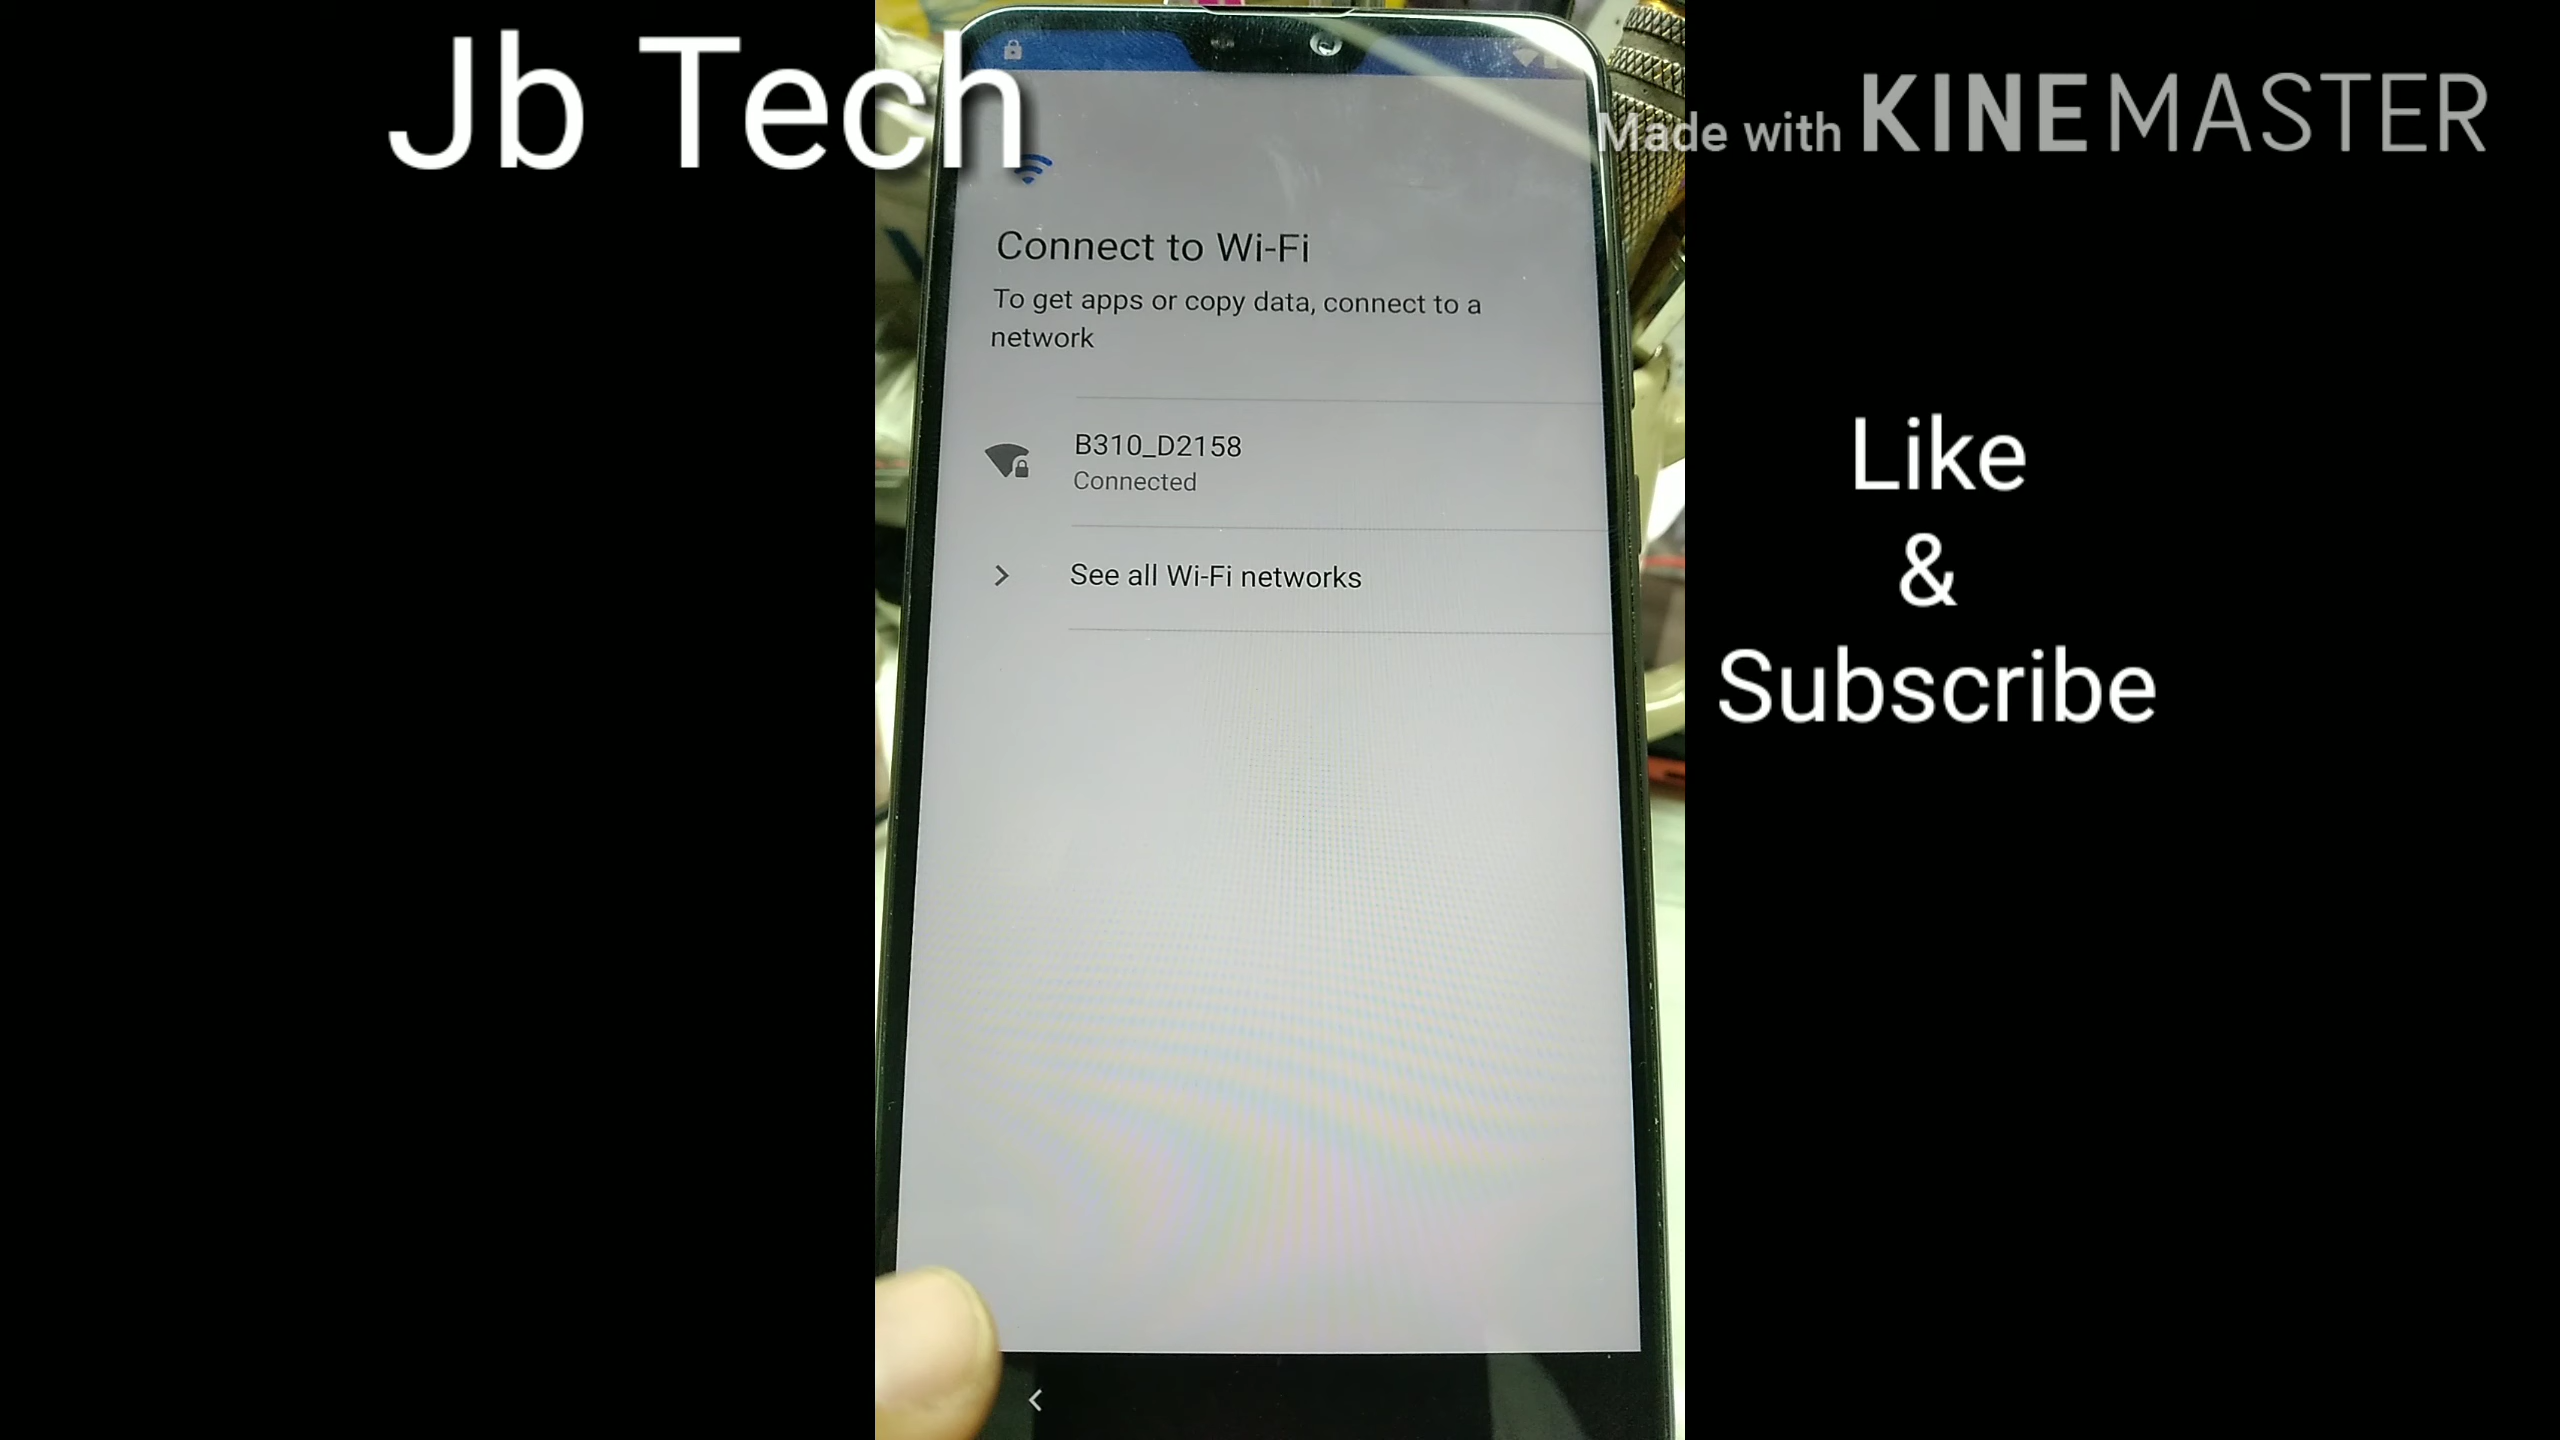 Jb Tech
Made with KINEMASTER
Connect to Wi-Fi
To get apps or copy data, connect to a
network
B310_D2158
Connected
See all Wi-Fi networks
Like
&
Subscribe